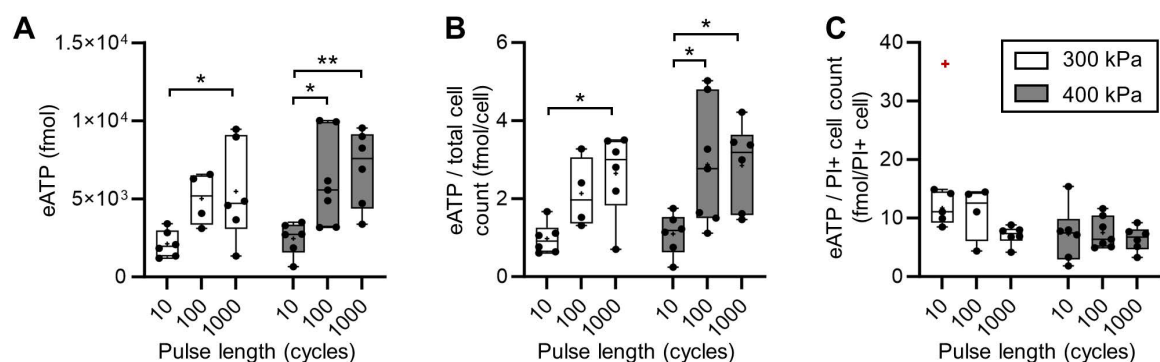 A
eATP (fmol)
1.5×10⁴
1×10⁴
5×10³
0
*
**
*
10
100
1000
10
100
1000
Pulse length (cycles)
B
eATP / total cell
count (fmol/cell)
6
4
2
0
*
*
*
10
100
1000
10
100
1000
Pulse length (cycles)
C
eATP / PI+ cell count
(fmol/PI+ cell)
40
30
20
10
0
300 kPa
400 kPa
10
100
1000
10
100
1000
Pulse length (cycles)